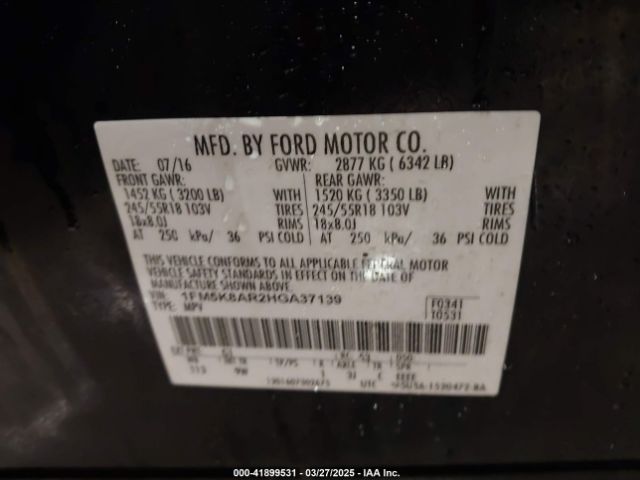 MFD. BY FORD MOTOR CO.
DATE: 07/16 GVWR: 2877 KG ( 6342 LB)
FRONT GAWR: REAR GAWR:
1452 KG ( 3200 LB) WITH 1520 KG ( 3350 LB) WITH
245/55R18 103V TIRES 245/55R18 103V TIRES
18x8.0J RIMS 18x8.0J RIMS
AT 250 kPa/ 36 PSI COLD AT 250 kPa/ 36 PSI COLD
THIS VEHICLE CONFORMS TO ALL APPLICABLE FEDERAL MOTOR
VEHICLE SAFETY STANDARDS IN EFFECT ON THE DATE OF
MANUFACTURE SHOWN ABOVE.
VIN: 1FM5K8AR2HGA37139 F0341
TYPE: MPV T0531
UTC
000-41899531 - 03/27/2025 - IAA Inc.